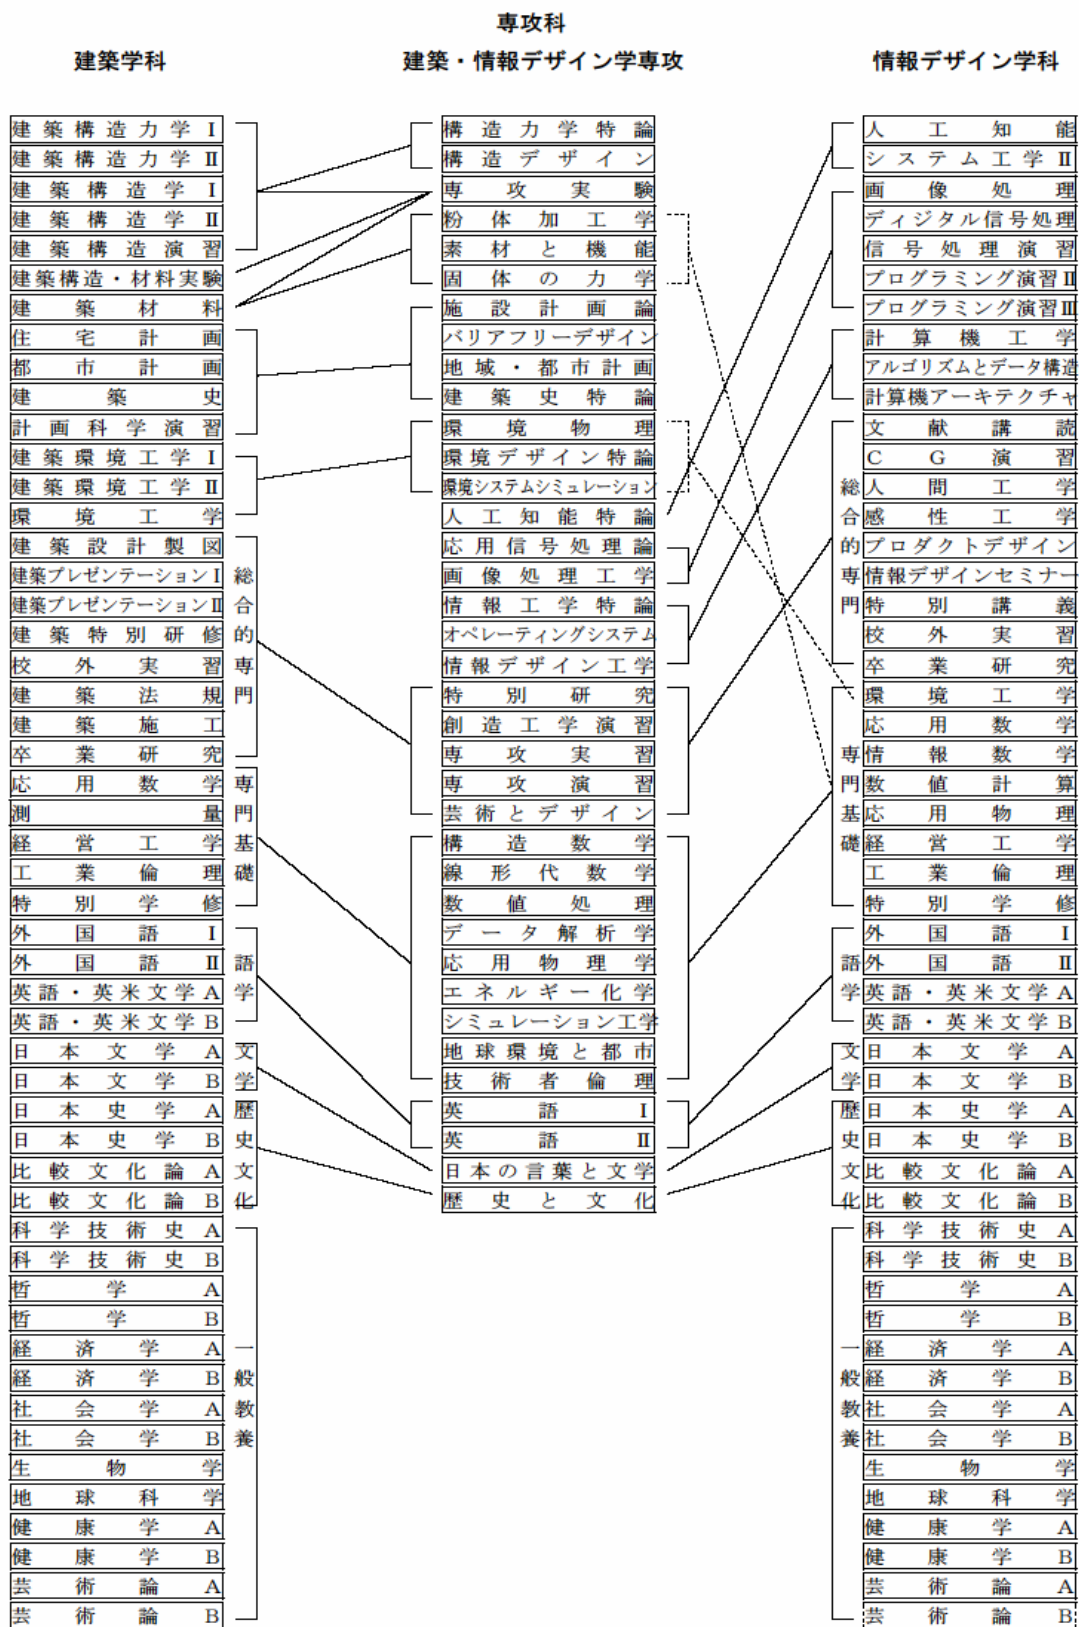 専攻科
建築学科
建築・情報デザイン学専攻
情報デザイン学科
建築構造力学Ⅰ
建築構造力学Ⅱ
建築構造学Ⅰ
建築構造学Ⅱ
建築構造演習
建築構造・材料実験
建築材料
住宅計画
都市計画
建築史
計画科学演習
建築環境工学Ⅰ
建築環境工学Ⅱ
環境工学
建築設計製図
建築プレゼンテーションⅠ
建築プレゼンテーションⅡ
建築特別研修
校外実習
建築法規
建築施工
卒業研究
応用数学
測量
経営工学
工業倫理
特別学修
外国語Ⅰ
外国語Ⅱ
英語・英米文学A
英語・英米文学B
日本文学A
日本文学B
日本史学A
日本史学B
比較文化論A
比較文化論B
科学技術史A
科学技術史B
哲学A
哲学B
経済学A
経済学B
社会学A
社会学B
生物学
地球科学
健康学A
健康学B
芸術論A
芸術論B
総合的専門
専門基礎
語学
文学
歴史文化
一般教養
構造力学特論
構造デザイン
専攻実験
粉体加工学
素材と機能
固体の力学
施設計画論
バリアフリーデザイン
地域・都市計画
建築史特論
環境物理
環境デザイン特論
環境システムシミュレーション
人工知能特論
応用信号処理論
画像処理工学
情報工学特論
オペレーティングシステム
情報デザイン工学
特別研究
創造工学演習
専攻実習
専攻演習
芸術とデザイン
構造数学
線形代数学
数値処理
データ解析学
応用物理学
エネルギー化学
シミュレーション工学
地球環境と都市
技術者倫理
英語Ⅰ
英語Ⅱ
日本の言葉と文学
歴史と文化
総合的専門
専門基礎
語学
文学
歴史文化
一般教養
人工知能
システム工学Ⅱ
画像処理
ディジタル信号処理
信号処理演習
プログラミング演習Ⅱ
プログラミング演習Ⅲ
計算機工学
アルゴリズムとデータ構造
計算機アーキテクチャ
文献講読
CG演習
人間工学
感性工学
プロダクトデザイン
情報デザインセミナー
特別講義
校外実習
卒業研究
環境工学
応用数学
情報数学
数値計算
応用物理
経営工学
工業倫理
特別学修
外国語Ⅰ
外国語Ⅱ
英語・英米文学A
英語・英米文学B
日本文学A
日本文学B
日本史学A
日本史学B
比較文化論A
比較文化論B
科学技術史A
科学技術史B
哲学A
哲学B
経済学A
経済学B
社会学A
社会学B
生物学
地球科学
健康学A
健康学B
芸術論A
芸術論B